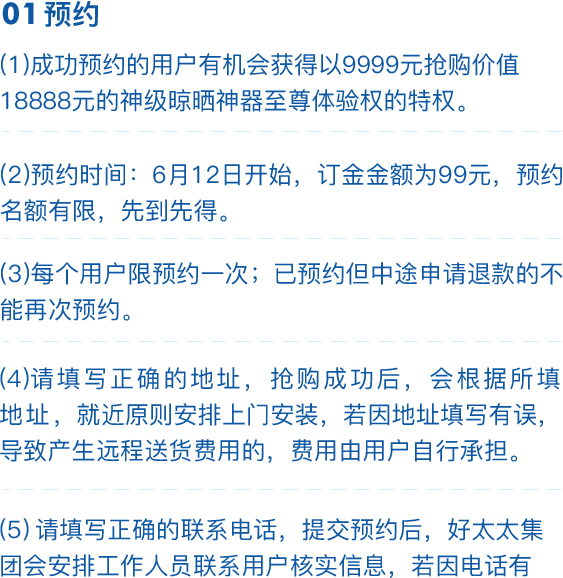 01 预约
(1)成功预约的用户有机会获得以9999元抢购价值
18888元的神级晾晒神器至尊体验权的特权。
(2)预约时间：6月12日开始，订金金额为99元，预约
名额有限，先到先得。
(3)每个用户限预约一次；已预约但中途申请退款的不
能再次预约。
(4)请填写正确的地址，抢购成功后，会根据所填
地址，就近原则安排上门安装，若因地址填写有误，
导致产生远程送货费用的，费用由用户自行承担。
(5) 请填写正确的联系电话，提交预约后，好太太集
团会安排工作人员联系用户核实信息，若因电话有